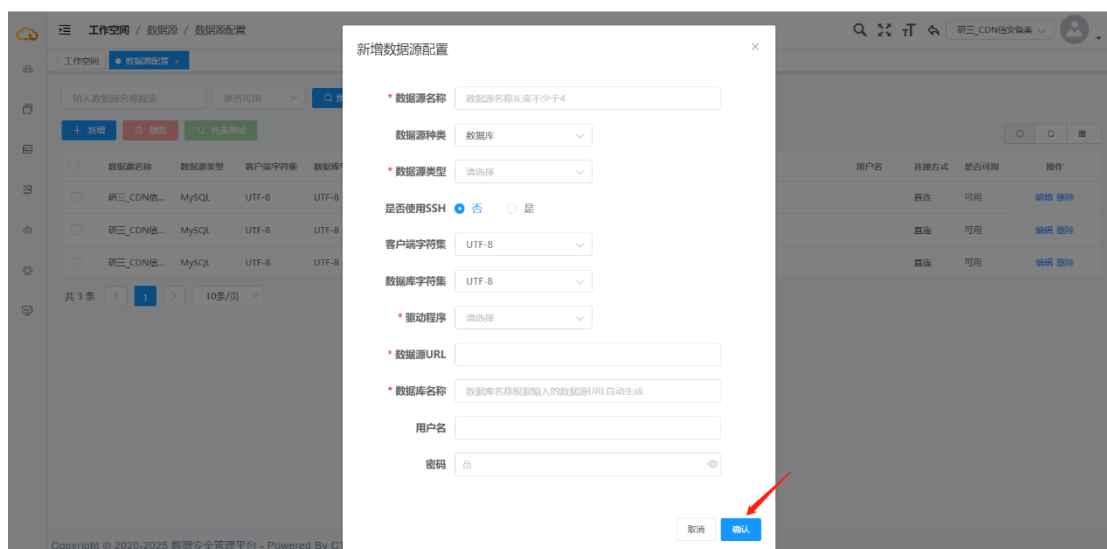 工作空间 / 数据源 / 数据源配置
研三_CDN信安备案
工作空间
数据源配置
新增数据源配置
输入数据源名称搜索
是否可用
新增
删除
批量测试
数据源名称 数据源类型 客户端字符集 数据库
用户名 连接方式 是否可用 操作
研三_CDN信... MySQL UTF-8 UTF-8
直连 可用 编辑 删除
研三_CDN信... MySQL UTF-8 UTF-8
直连 可用 编辑 删除
研三_CDN信... MySQL UTF-8 UTF-8
直连 可用 编辑 删除
共 3 条 < 1 > 10条/页
* 数据源名称 数据源名称长度不少于4
数据源种类 数据库
* 数据源类型 请选择
是否使用SSH 否 是
客户端字符集 UTF-8
数据库字符集 UTF-8
* 驱动程序 请选择
* 数据源URL
* 数据库名称 数据库名称根据输入的数据源URL自动生成
用户名
密码
取消 确认
Copyright © 2020-2025 数据安全管理平台 - Powered By CT